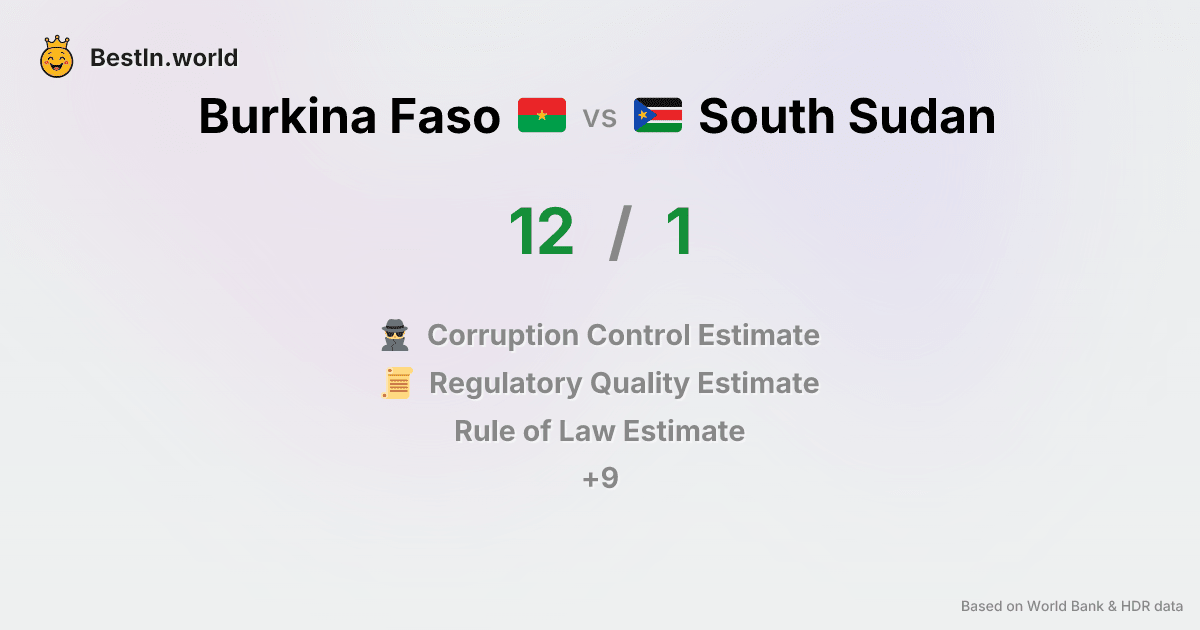 BestIn.world
Burkina Faso vs South Sudan
12 / 1
Corruption Control Estimate
Regulatory Quality Estimate
Rule of Law Estimate
+9
Based on World Bank & HDR data